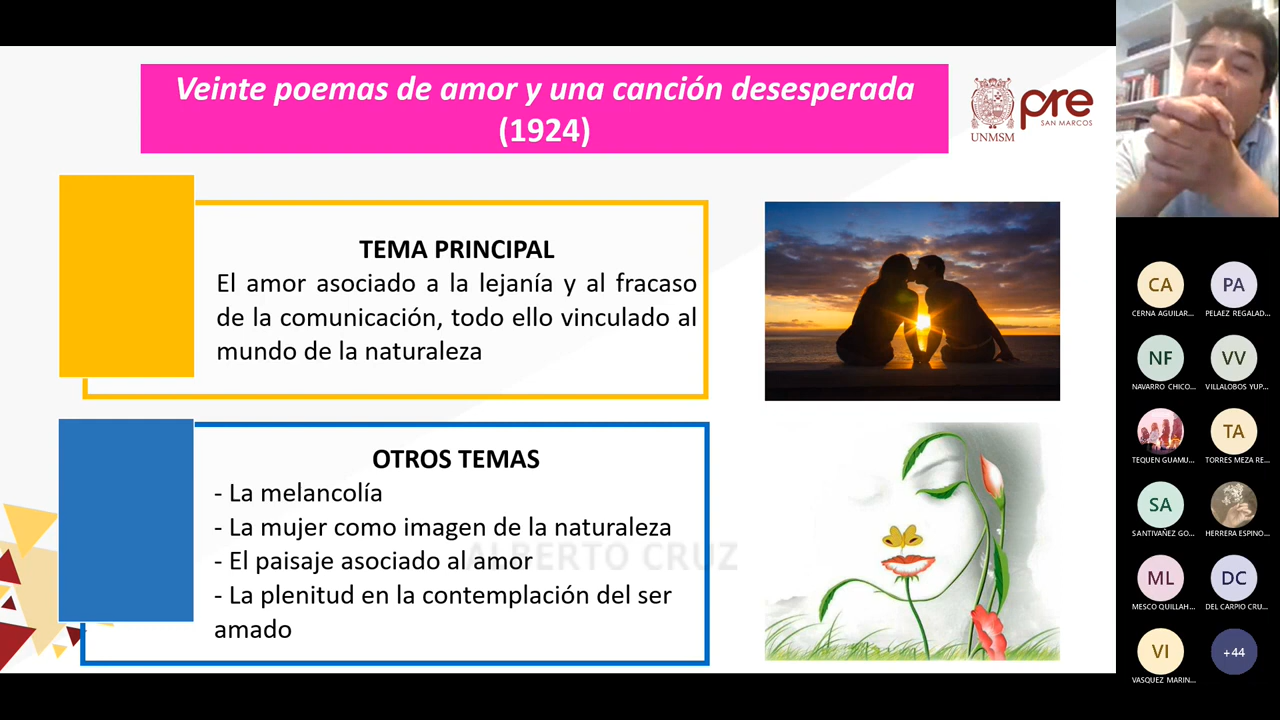 Veinte poemas de amor y una canción desesperada
(1924)
UNMSM
pre
SAN MARCOS
TEMA PRINCIPAL
El amor asociado a la lejanía y al fracaso
de la comunicación, todo ello vinculado al
mundo de la naturaleza
OTROS TEMAS
- La melancolía
- La mujer como imagen de la naturaleza
- El paisaje asociado al amor
- La plenitud en la contemplación del ser
amado
ALBERTO CRUZ
CA
CERNA AGUILAR...
PA
PELAEZ REGALAD...
NF
NAVARRO CHICO...
VV
VILLALOBOS YUP...
TEQUEN GUAMU...
TA
TORRES MEZA RE...
SA
SANTIVAÑEZ GO...
HERRERA ESPINO...
ML
MESCO QUILLAH...
DC
DEL CARPIO CRU...
VI
VASQUEZ MARIN...
+44